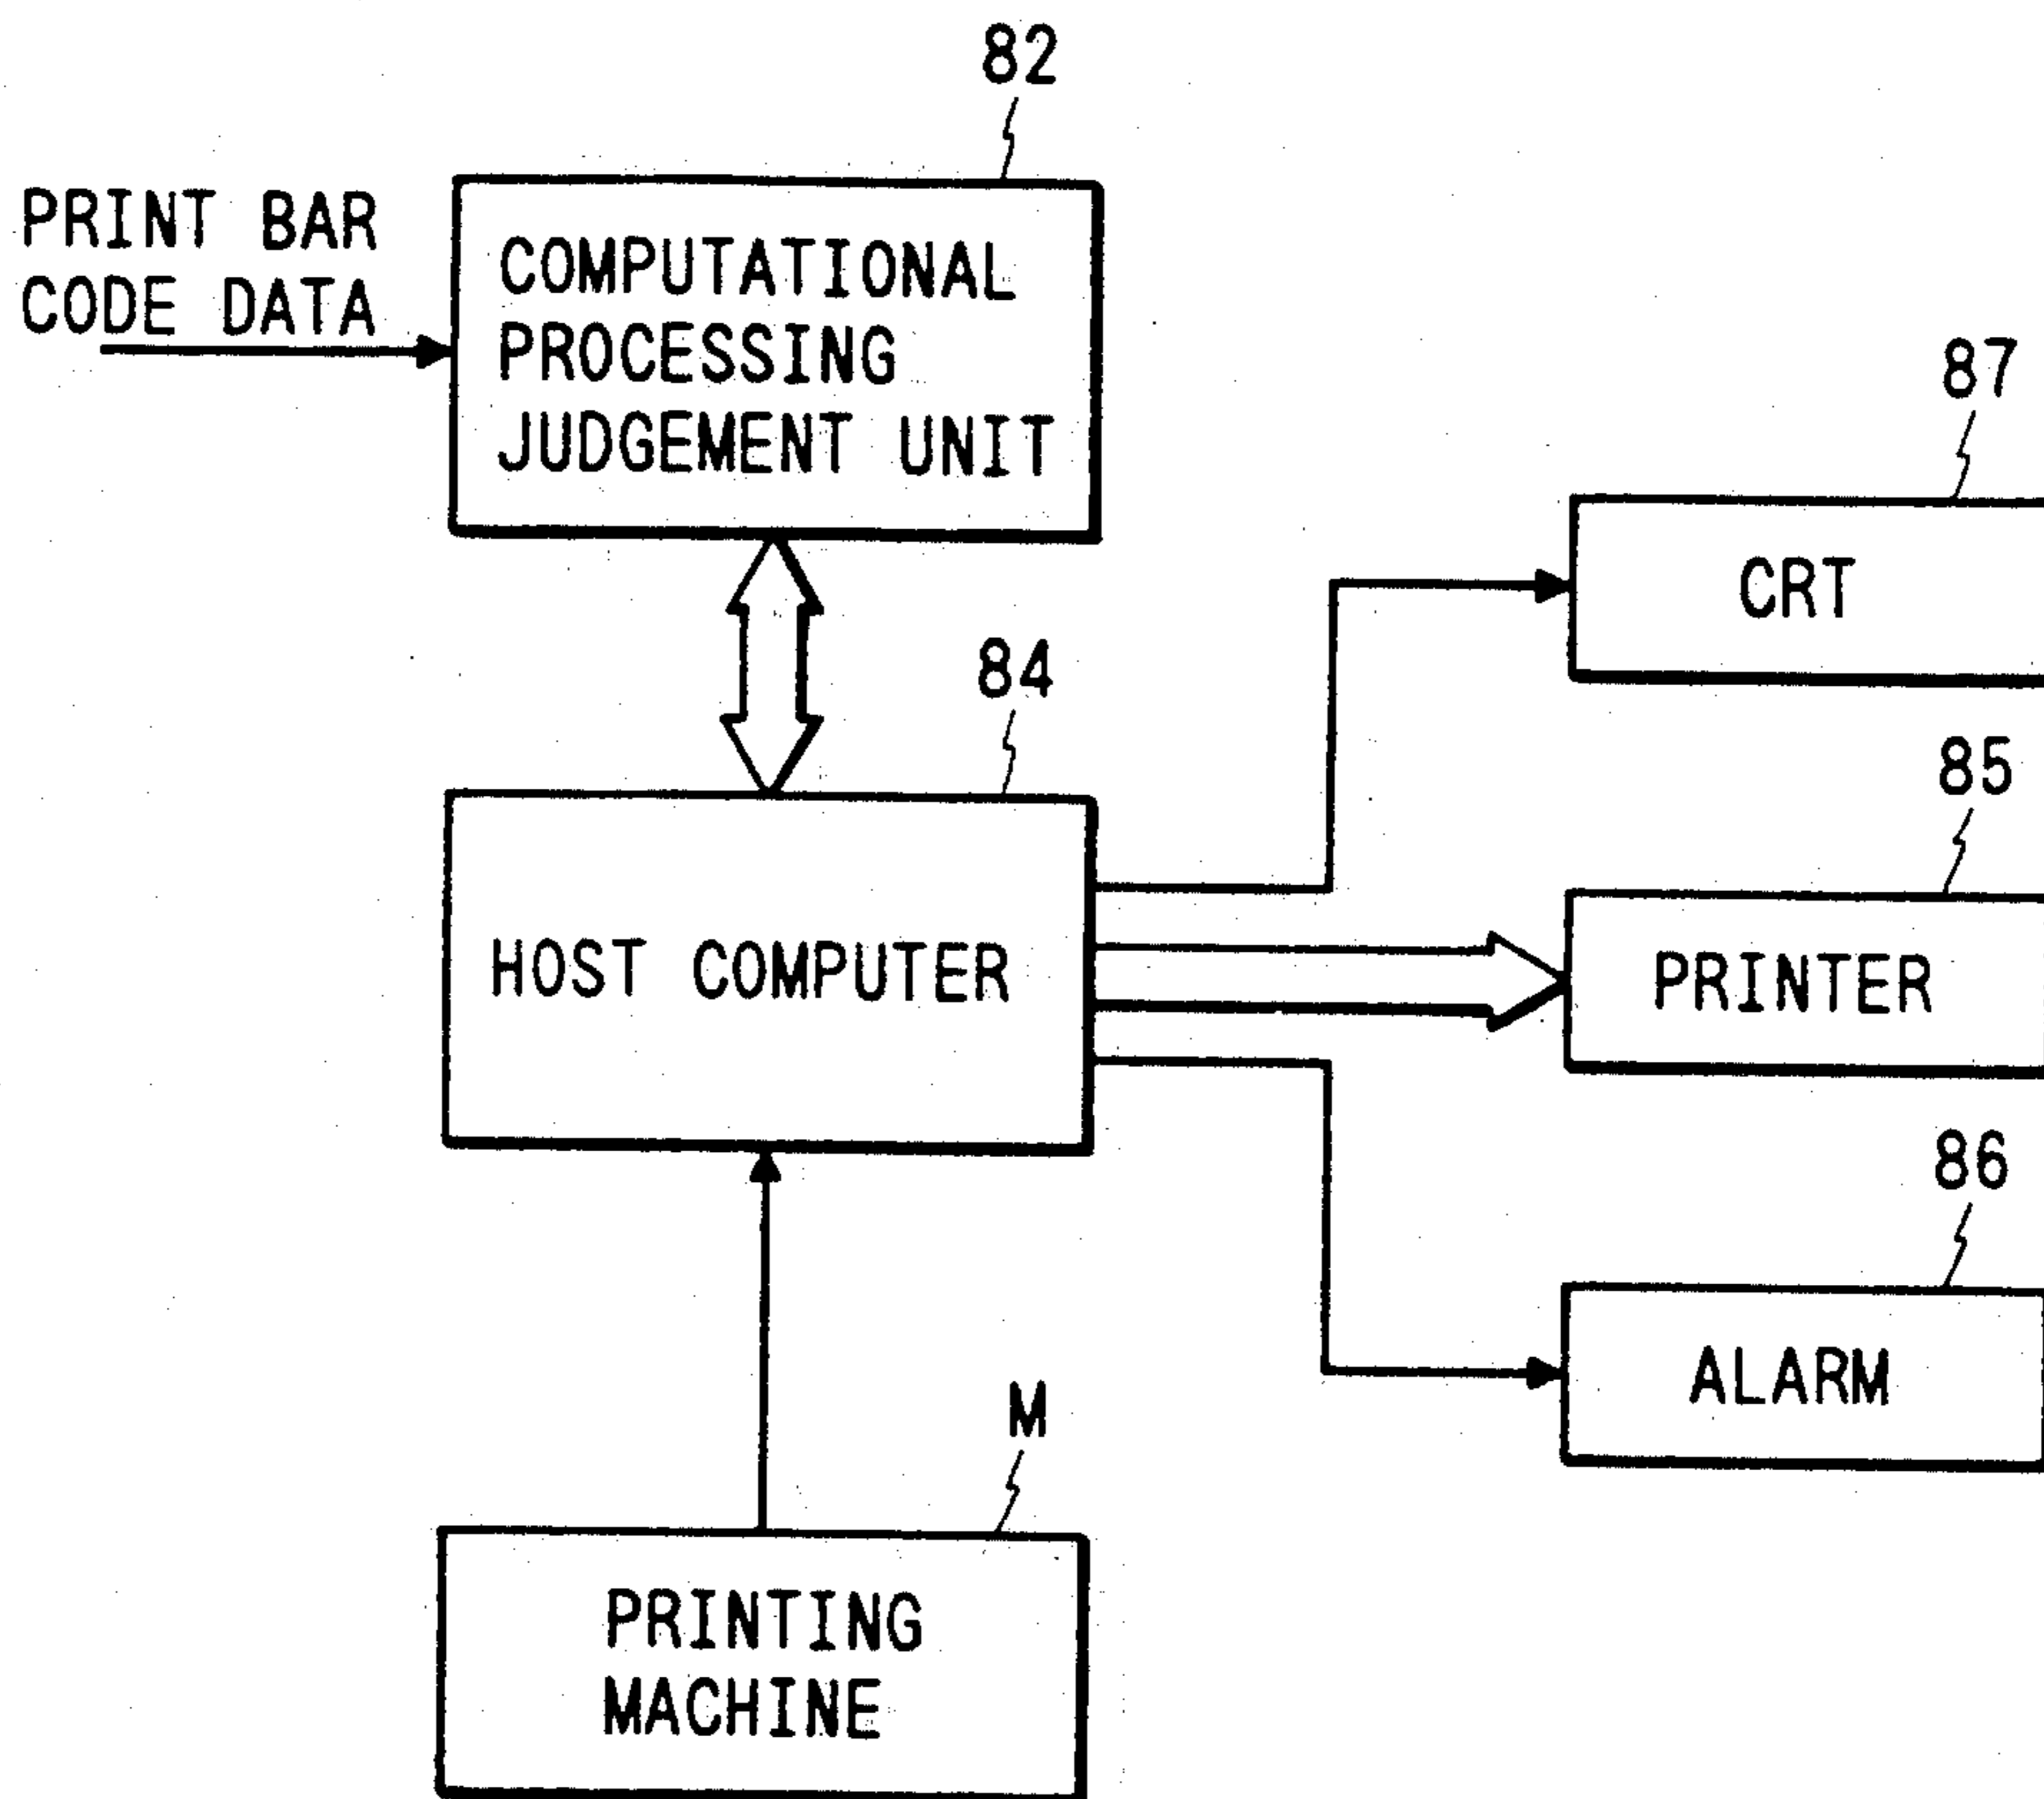 82
PRINT BAR
CODE DATA
COMPUTATIONAL
PROCESSING
JUDGEMENT UNIT
87
CRT
84
85
HOST COMPUTER
PRINTER
86
ALARM
M
PRINTING
MACHINE